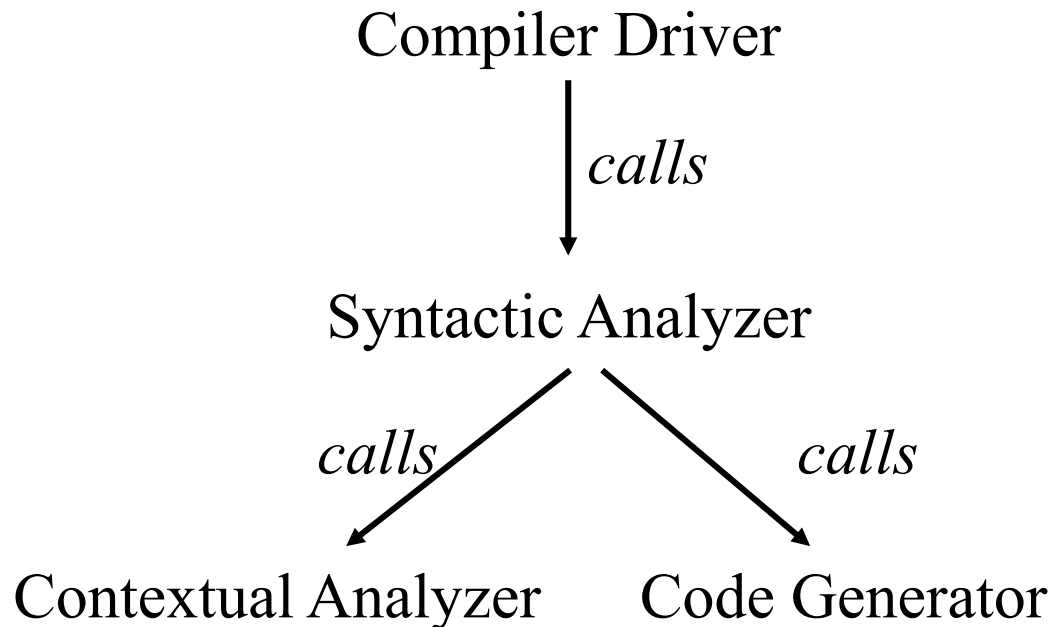 Compiler Driver
calls
Syntactic Analyzer
calls
calls
Contextual Analyzer
Code Generator